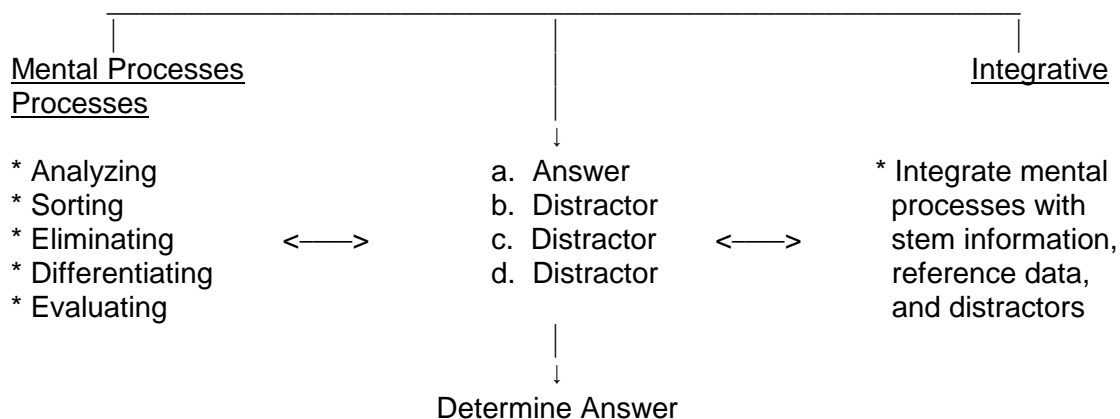 Mental Processes Integrative
Processes
* Analyzing a. Answer * Integrate mental
* Sorting b. Distractor processes with
* Eliminating <——> c. Distractor <——> stem information,
* Differentiating d. Distractor reference data,
* Evaluating and distractors
Determine Answer